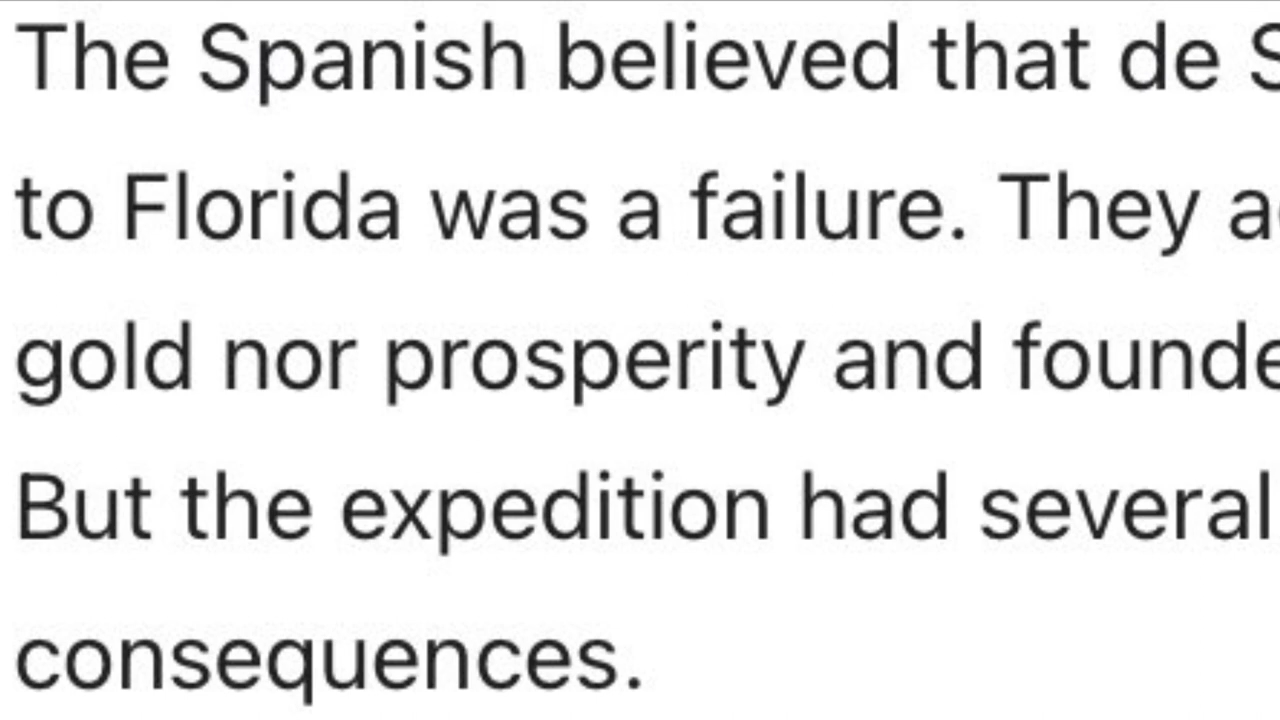 The Spanish believed that de
to Florida was a failure. They
gold nor prosperity and
But the expedition had several
consequences.